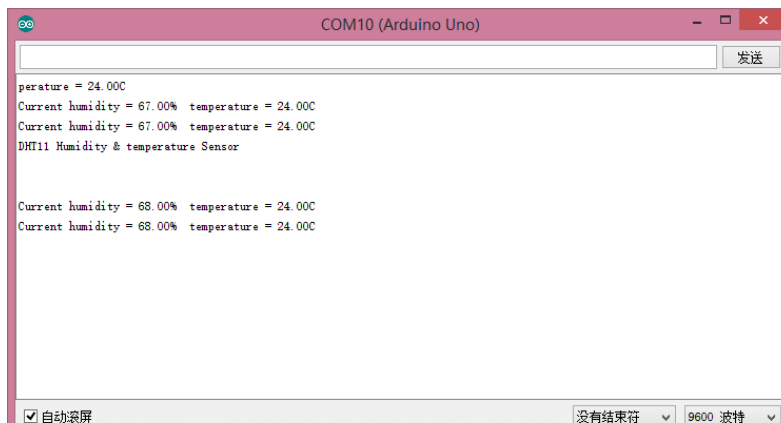 COM10 (Arduino Uno)
发送
perature = 24.00C
Current humidity = 67.00% temperature = 24.00C
Current humidity = 67.00% temperature = 24.00C
DHT11 Humidity & temperature Sensor
Current humidity = 68.00% temperature = 24.00C
Current humidity = 68.00% temperature = 24.00C
自动滚屏 没有结束符 9600 波特